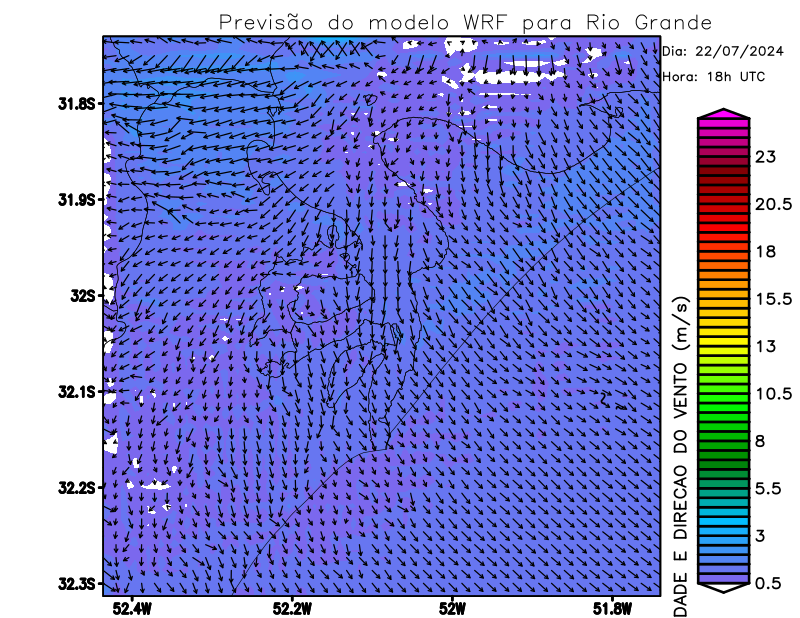 Previsão do modelo WRF para Rio Grande
Dia: 22/07/2024
Hora: 18h UTC
31.8S
31.9S
32S
32.1S
32.2S
32.3S
52.4W
52.2W
52W
51.8W
23
20.5
18
15.5
13
10.5
8
5.5
3
0.5
DADE E DIRECAO DO VENTO (m/s)